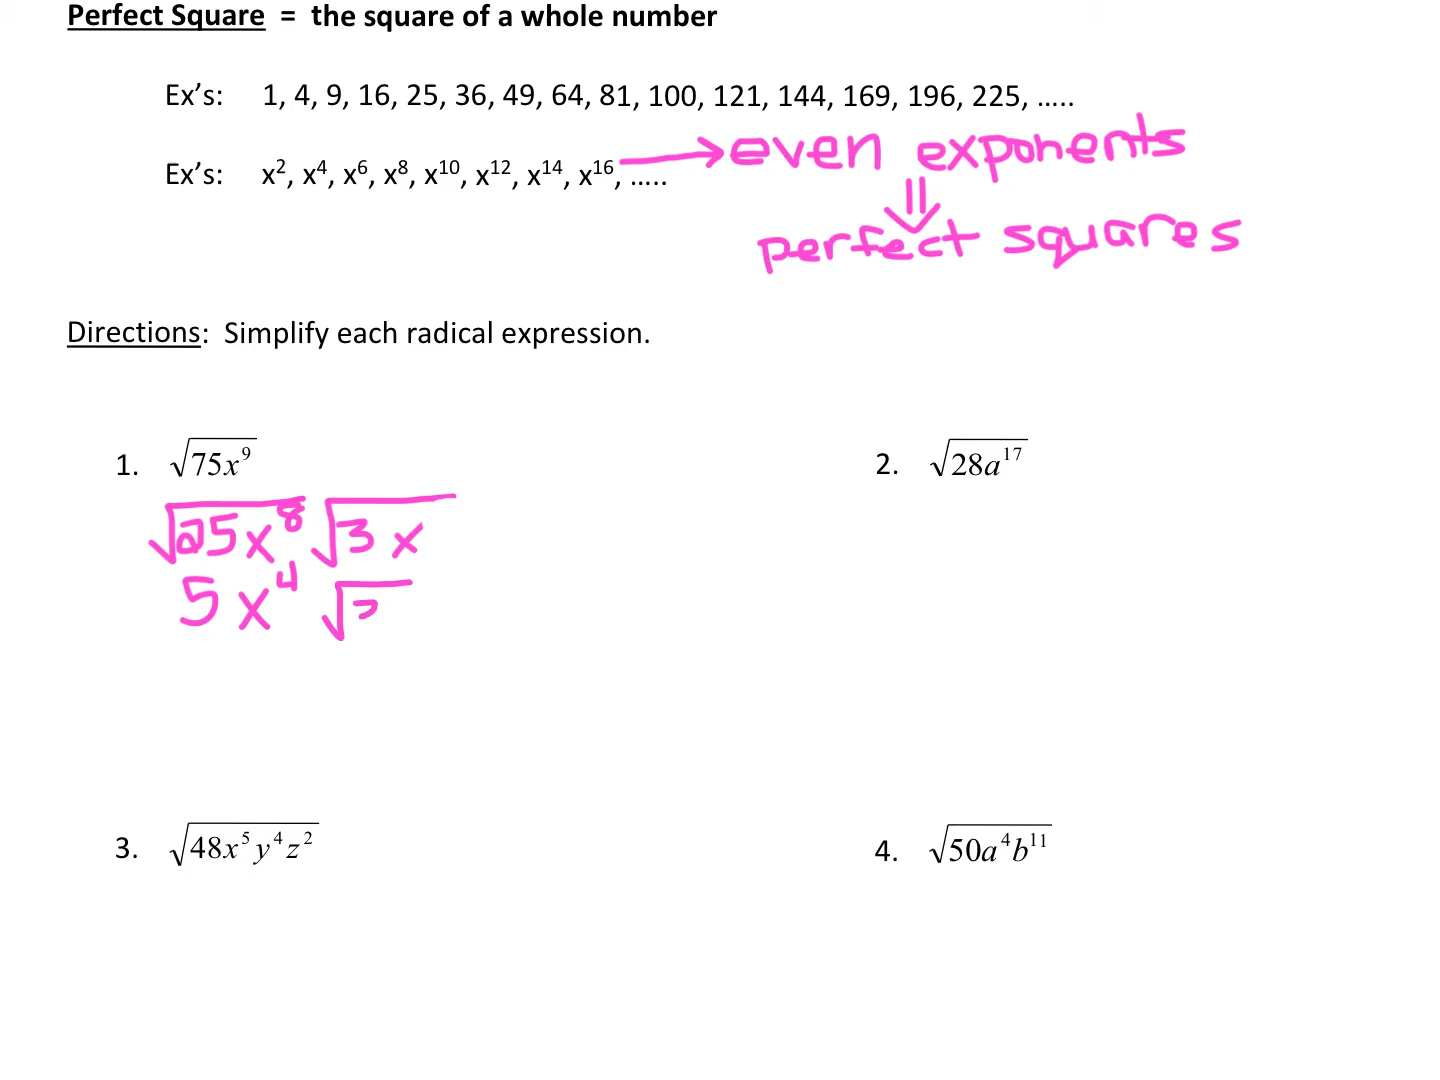 Perfect Square = the square of a whole number
Ex's: 1, 4, 9, 16, 25, 36, 49, 64, 81, 100, 121, 144, 169, 196, 225, .....
Ex's: x², x⁴, x⁶, x⁸, x¹⁰, x¹², x¹⁴, x¹⁶, ..... → even exponents
⇓
perfect squares
Directions: Simplify each radical expression.
1. √75x⁹ 2. √28a¹⁷
√25x⁸ √3x
5x⁴ √
3. √48x⁵y⁴z² 4. √50a⁴b¹¹